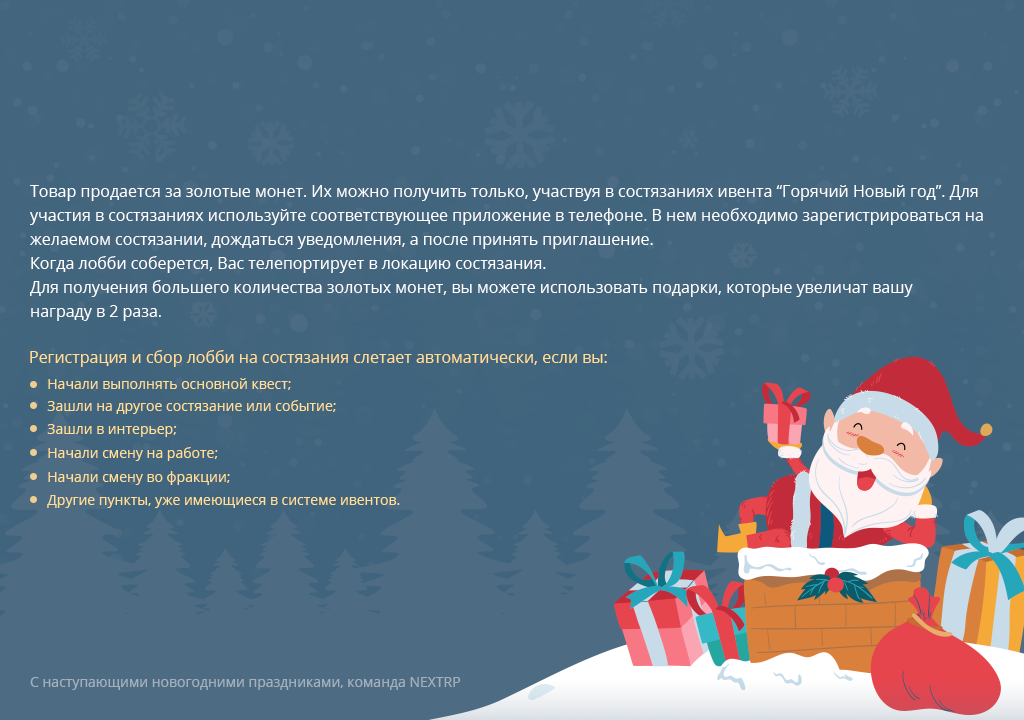 Товар продается за золотые монет. Их можно получить только, участвуя в состязаниях ивента “Горячий Новый год”. Для
участия в состязаниях используйте соответствующее приложение в телефоне. В нем необходимо зарегистрироваться на
желаемом состязании, дождаться уведомления, а после принять приглашение.
Когда лобби соберется, Вас телепортирует в локацию состязания.
Для получения большего количества золотых монет, вы можете использовать подарки, которые увеличат вашу
награду в 2 раза.
Регистрация и сбор лобби на состязания слетает автоматически, если вы:
• Начали выполнять основной квест;
• Зашли на другое состязание или событие;
• Зашли в интерьер;
• Начали смену на работе;
• Начали смену во фракции;
• Другие пункты, уже имеющиеся в системе ивентов.
С наступающими новогодними праздниками, команда NEXTRP